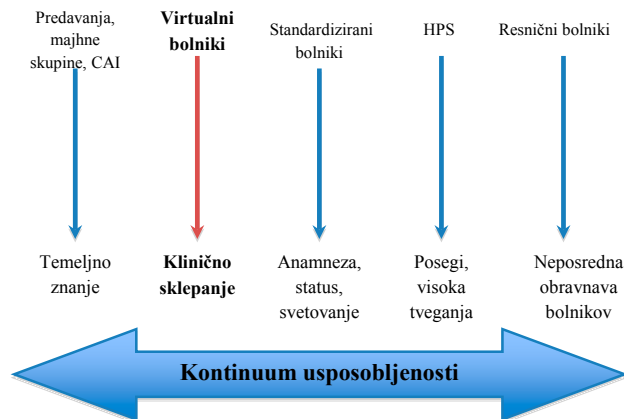 Predavanja,
majhne
skupine, CAI
Virtualni
bolniki
Standardizirani
bolniki
HPS
Resnični bolniki
Temeljno
znanje
Klinično
sklepanje
Anamneza,
status,
svetovanje
Posegi,
visoka
tveganja
Neposredna
obravnava
bolnikov
Kontinuum usposobljenosti